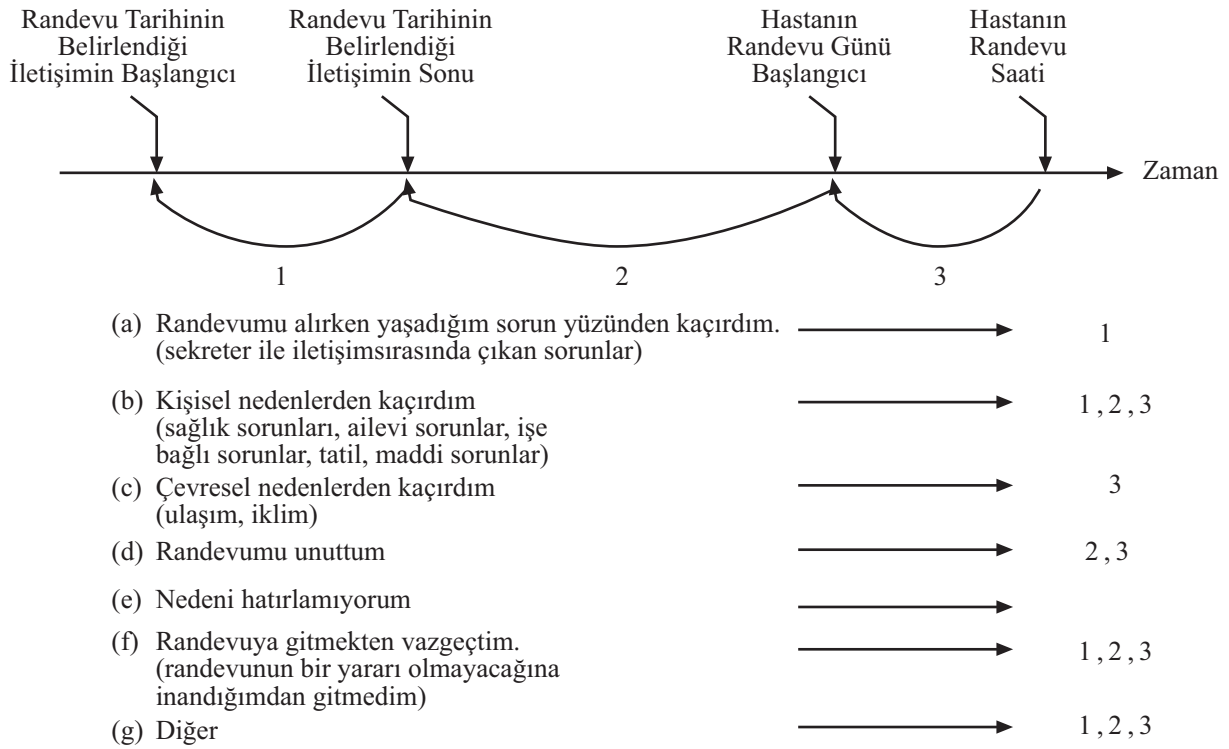 Randevu Tarihinin
Belirlendiği
İletişimin Başlangıcı
Randevu Tarihinin
Belirlendiği
İletişimin Sonu
Hastanın
Randevu Günü
Başlangıcı
Hastanın
Randevu
Saati
Zaman
1
2
3
(a) Randevumu alırken yaşadığım sorun yüzünden kaçırdım. 1
(sekreter ile iletişimsırasında çıkan sorunlar)
(b) Kişisel nedenlerden kaçırdım 1 , 2 , 3
(sağlık sorunları, ailevi sorunlar, işe
bağlı sorunlar, tatil, maddi sorunlar)
(c) Çevresel nedenlerden kaçırdım 3
(ulaşım, iklim)
(d) Randevumu unuttum 2 , 3
(e) Nedeni hatırlamıyorum
(f) Randevuya gitmekten vazgeçtim. 1 , 2 , 3
(randevunun bir yararı olmayacağına
inandığımdan gitmedim)
(g) Diğer 1 , 2 , 3